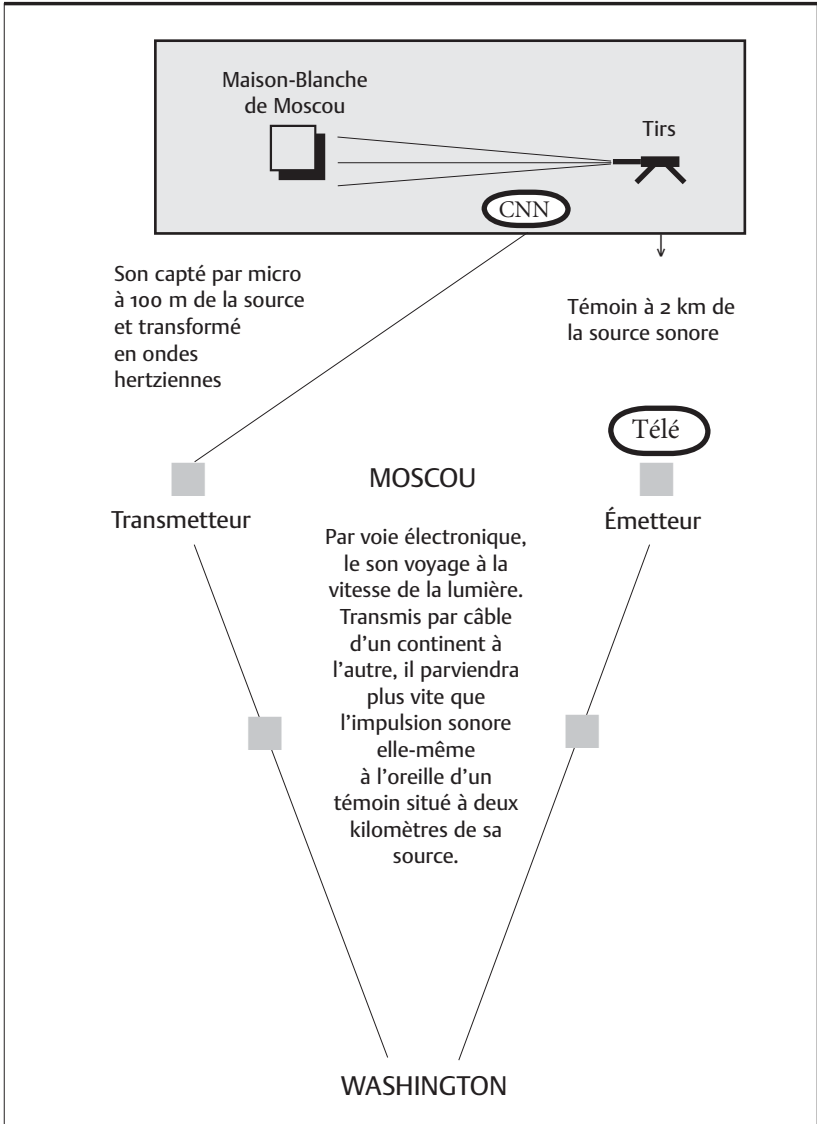 Maison-Blanche
de Moscou
Tirs
CNN
Son capté par micro
à 100 m de la source
et transformé
en ondes
hertziennes
Témoin à 2 km de
la source sonore
Télé
MOSCOU
Transmetteur
Émetteur
Par voie électronique,
le son voyage à la
vitesse de la lumière.
Transmis par câble
d’un continent à
l’autre, il parviendra
plus vite que
l’impulsion sonore
elle-même
à l’oreille d’un
témoin situé à deux
kilomètres de sa
source.
WASHINGTON